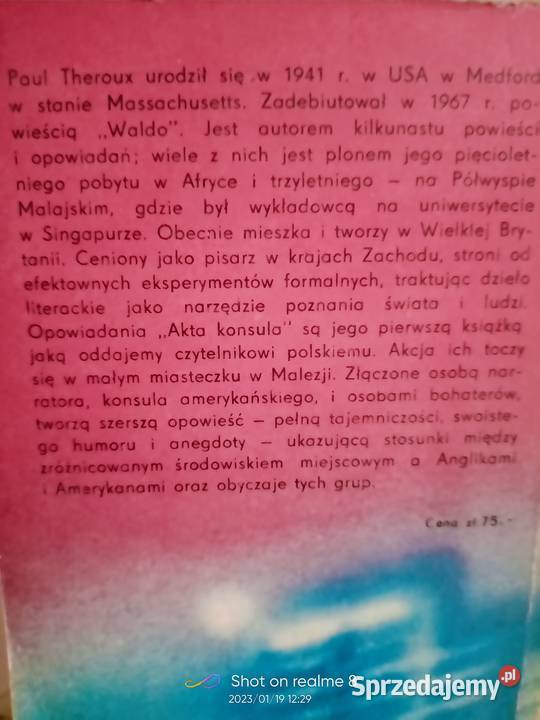 Paul Theroux urodził się w 1941 r. w USA w Medford
w stanie Massachusetts. Zadebiutował w 1967 r. po-
wieścią „Waldo". Jest autorem kilkunastu powieści
i opowiadań; wiele z nich jest plonem jego pięciolet-
niego pobytu w Afryce i trzyletniego – na Półwyspie
Malajskim, gdzie był wykładowcą na uniwersytecie
w Singapurze. Obecnie mieszka i tworzy w Wielkiej Bry-
tanii. Ceniony jako pisarz w krajach Zachodu, stroni od
efektownych eksperymentów formalnych, traktując dzieło
literackie jako narzędzie poznania świata i ludzi.
Opowiadania „Akta konsula" są jego pierwszą książką
jaką oddajemy czytelnikowi polskiemu. Akcja ich toczy
się w małym miasteczku w Malezji. Złączone osobą nar-
ratora, konsula amerykańskiego, i osobami bohaterów,
tworzą szerszą opowieść – pełną tajemniczości, swoiste-
go humoru i anegdoty – ukazującą stosunki między
zróżnicowanym środowiskiem miejscowym a Anglikami
i Amerykanami oraz obyczaje tych grup.
Cena zł 75.-
Shot on realme 8
2023/01/19 12:29
Sprzedajemy.pl